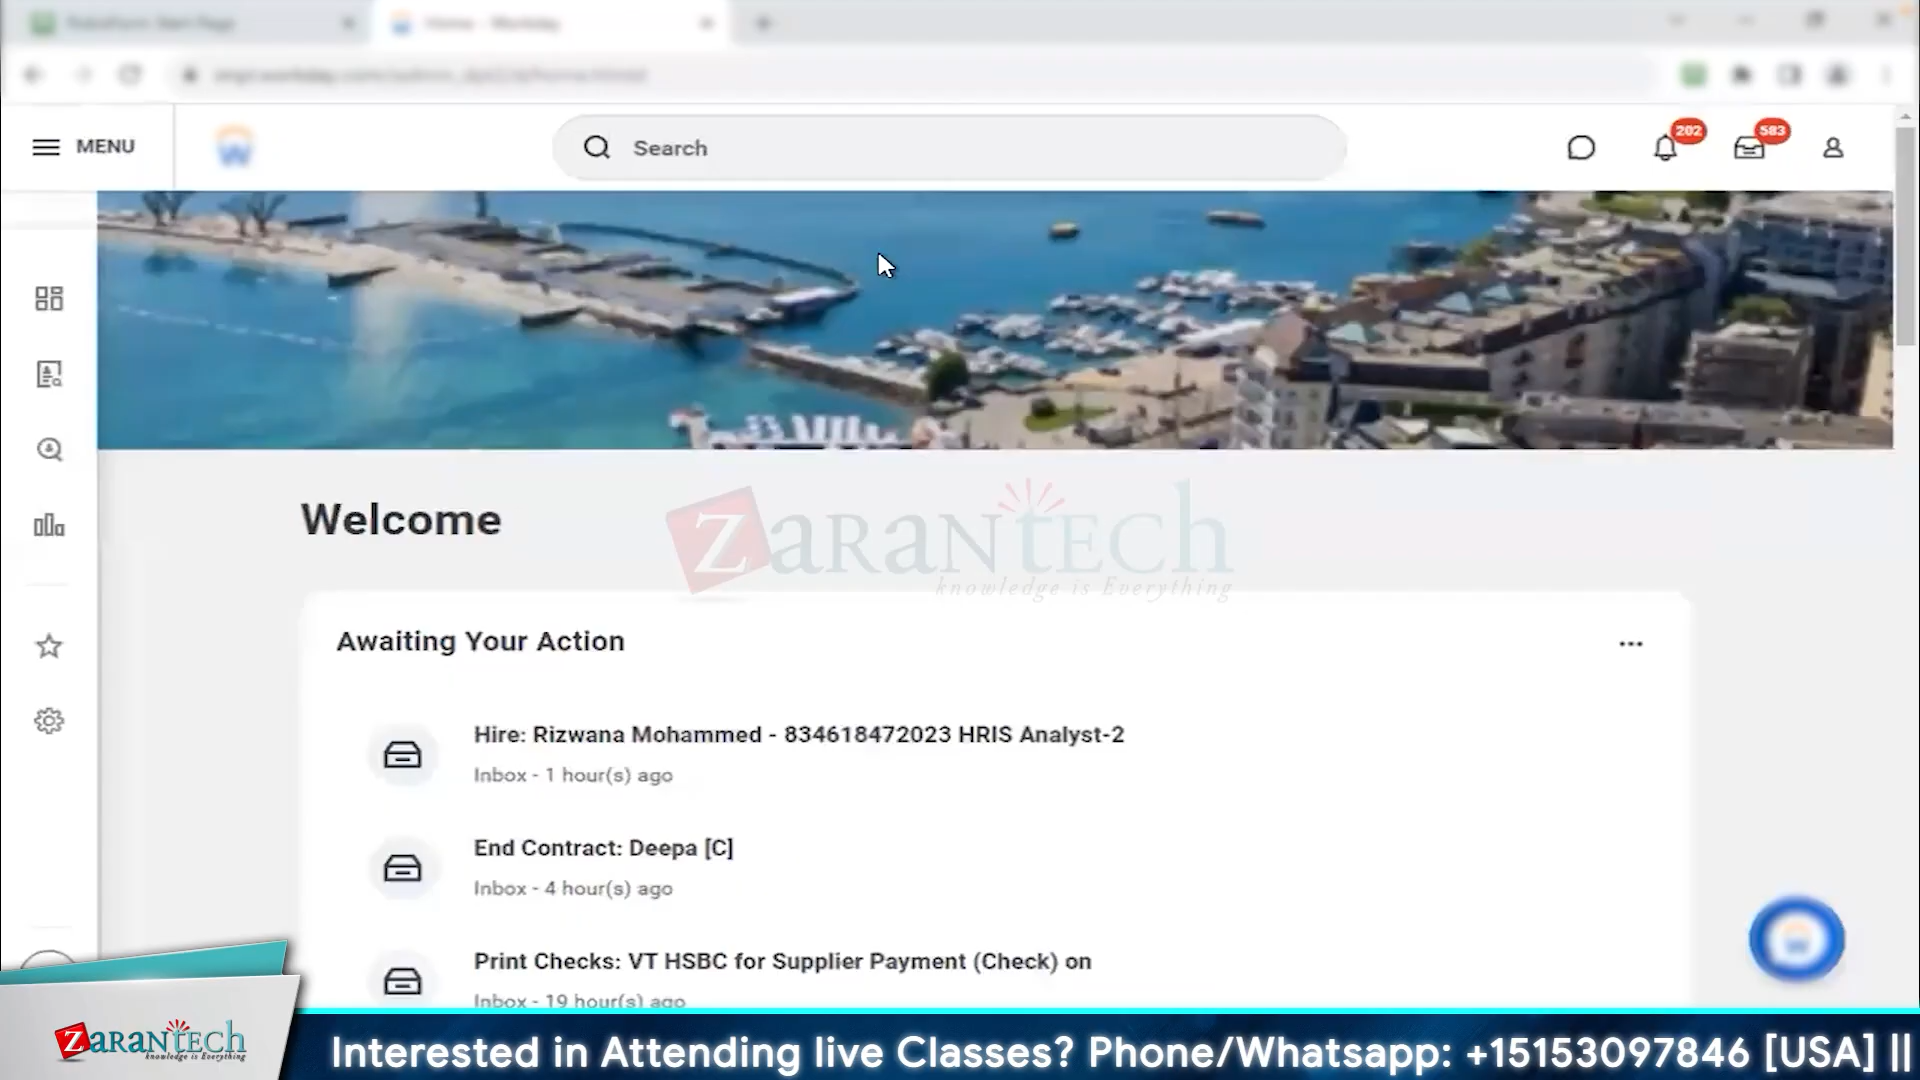 Home - Workday
MENU
Search
202
583
Welcome
ZaranTech
knowledge is Everything
Awaiting Your Action
Hire: Rizwana Mohammed - 834618472023 HRIS Analyst-2
Inbox - 1 hour(s) ago
End Contract: Deepa [C]
Inbox - 4 hour(s) ago
Print Checks: VT HSBC for Supplier Payment (Check) on
Inbox - 19 hour(s) ago
ZaranTech
knowledge is Everything
Interested in Attending live Classes? Phone/Whatsapp: +15153097846 [USA] ||